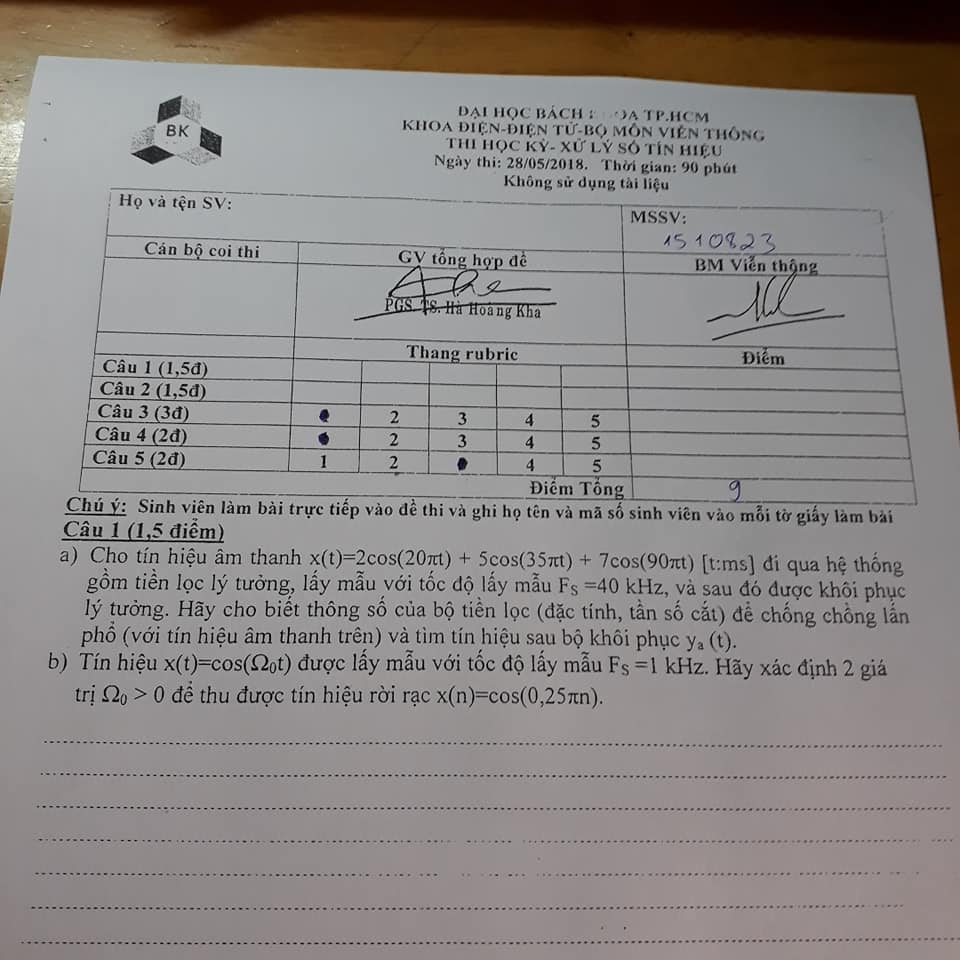 BK
ĐẠI HỌC BÁCH TP.HCM
KHOA ĐIỆN-ĐIỆN TỬ-BỘ MÔN VIỄN THÔNG
THI HỌC KỲ- XỬ LÝ SỐ TÍN HIỆU
Ngày thi: 28/05/2018. Thời gian: 90 phút
Không sử dụng tài liệu
Họ và tện SV:
MSSV:
1510823
Cán bộ coi thi
GV tổng hợp đề
BM Viễn thông
PGS. TS. Hà Hoàng Kha
Thang rubric
Điểm
Câu 1 (1,5đ)
Câu 2 (1,5đ)
Câu 3 (3đ) 2 3 4 5
Câu 4 (2đ) 2 3 4 5
Câu 5 (2đ) 1 2 4 5
Điểm Tổng 9
Chú ý: Sinh viên làm bài trực tiếp vào đề thi và ghi họ tên và mã số sinh viên vào mỗi tờ giấy làm bài
Câu 1 (1,5 điểm)
a) Cho tín hiệu âm thanh x(t)=2cos(20πt) + 5cos(35πt) + 7cos(90πt) [t:ms] đi qua hệ thống
gồm tiền lọc lý tưởng, lấy mẫu với tốc độ lấy mẫu FS =40 kHz, và sau đó được khôi phục
lý tưởng. Hãy cho biết thông số của bộ tiền lọc (đặc tính, tần số cắt) để chống chồng lấn
phổ (với tín hiệu âm thanh trên) và tìm tín hiệu sau bộ khôi phục ya (t).
b) Tín hiệu x(t)=cos(Ω0t) được lấy mẫu với tốc độ lấy mẫu FS =1 kHz. Hãy xác định 2 giá
trị Ω0 > 0 để thu được tín hiệu rời rạc x(n)=cos(0,25πn).